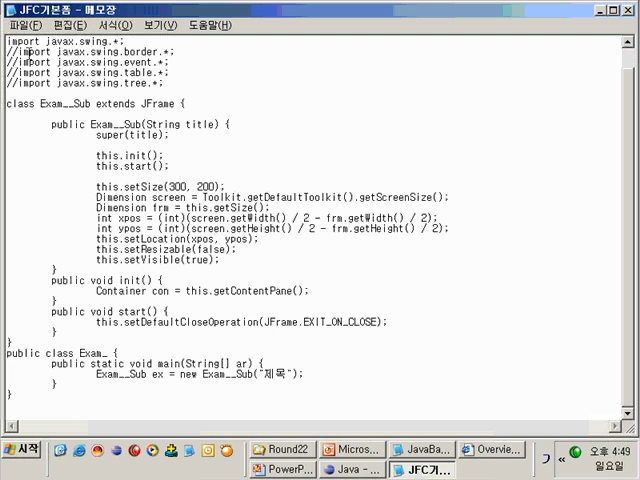 JFC기본폼 - 메모장
파일(F) 편집(E) 서식(O) 보기(V) 도움말(H)
import javax.swing.*;
//import javax.swing.border.*;
//import javax.swing.event.*;
//import javax.swing.table.*;
//import javax.swing.tree.*;
class Exam__Sub extends JFrame {
public Exam__Sub(String title) {
super(title);
this.init();
this.start();
this.setSize(300, 200);
Dimension screen = Toolkit.getDefaultToolkit().getScreenSize();
Dimension frm = this.getSize();
int xpos = (int)(screen.getWidth() / 2 - frm.getWidth() / 2);
int ypos = (int)(screen.getHeight() / 2 - frm.getHeight() / 2);
this.setLocation(xpos, ypos);
this.setResizable(false);
this.setVisible(true);
}
public void init() {
Container con = this.getContentPane();
}
public void start() {
this.setDefaultCloseOperation(JFrame.EXIT_ON_CLOSE);
}
}
public class Exam_ {
public static void main(String[] ar) {
Exam__Sub ex = new Exam__Sub("제목");
}
}
시작 Round22 Micros... JavaBa... Overvie... 오후 4:49
PowerP... Java - ... JFC기... 일요일